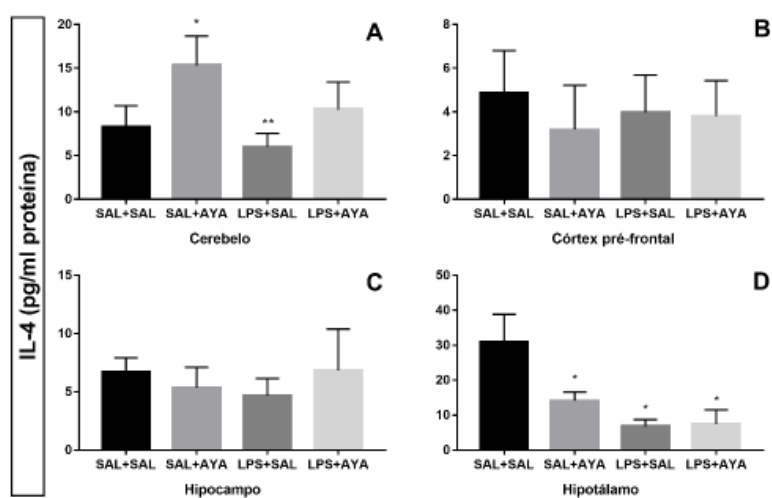 IL-4 (pg/ml proteína)
A
20
15
10
5
0
*
**
SAL+SAL SAL+AYA LPS+SAL LPS+AYA
Cerebelo
B
8
6
4
2
0
SAL+SAL SAL+AYA LPS+SAL LPS+AYA
Córtex pré-frontal
C
15
10
5
0
SAL+SAL SAL+AYA LPS+SAL LPS+AYA
Hipocampo
D
50
40
30
20
10
0
*
*
*
SAL+SAL SAL+AYA LPS+SAL LPS+AYA
Hipotálamo